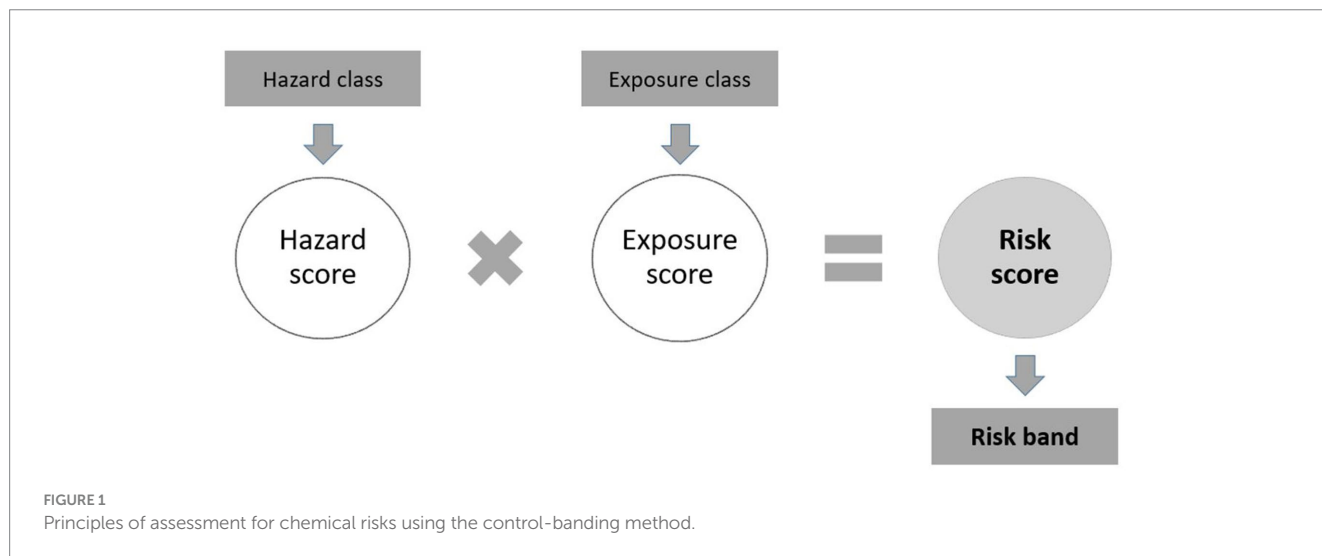 Hazard class
Exposure class
Hazard
score
Exposure
score
Risk
score
Risk band
FIGURE 1
Principles of assessment for chemical risks using the control-banding method.